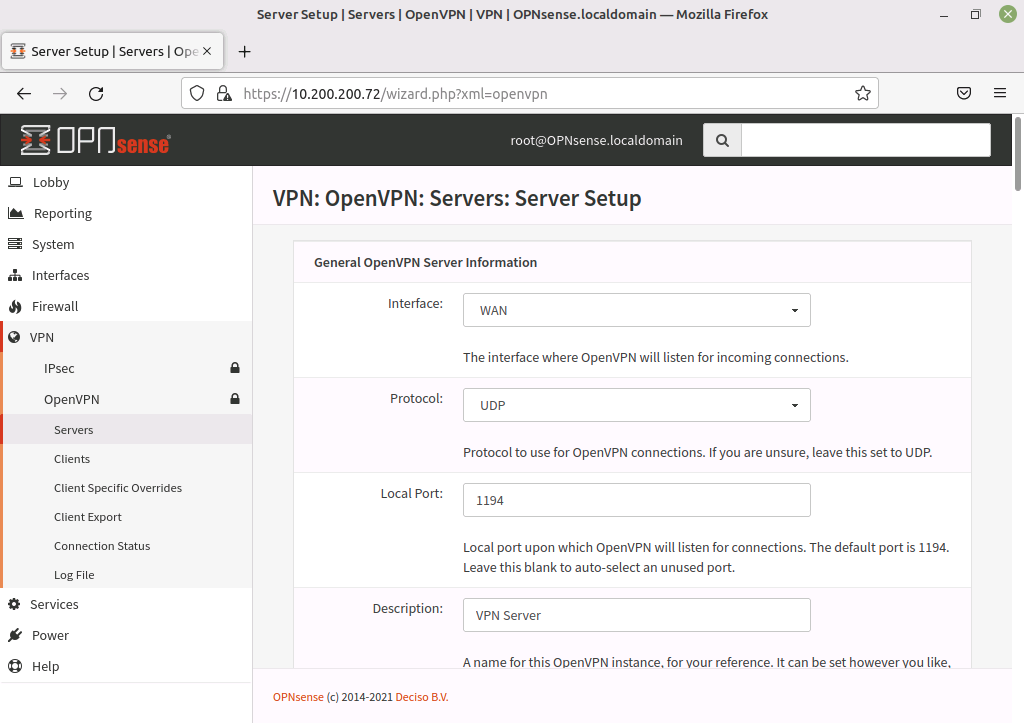 Server Setup | Servers | OpenVPN | VPN | OPNsense.localdomain — Mozilla Firefox
Server Setup | Servers | Ope
https://10.200.200.72/wizard.php?xml=openvpn
OPNsense
root@OPNsense.localdomain
Lobby
Reporting
System
Interfaces
Firewall
VPN
IPsec
OpenVPN
Servers
Clients
Client Specific Overrides
Client Export
Connection Status
Log File
Services
Power
Help
VPN: OpenVPN: Servers: Server Setup
General OpenVPN Server Information
Interface:
WAN
The interface where OpenVPN will listen for incoming connections.
Protocol:
UDP
Protocol to use for OpenVPN connections. If you are unsure, leave this set to UDP.
Local Port:
1194
Local port upon which OpenVPN will listen for connections. The default port is 1194.
Leave this blank to auto-select an unused port.
Description:
VPN Server
A name for this OpenVPN instance, for your reference. It can be set however you like,
OPNsense (c) 2014-2021 Deciso B.V.